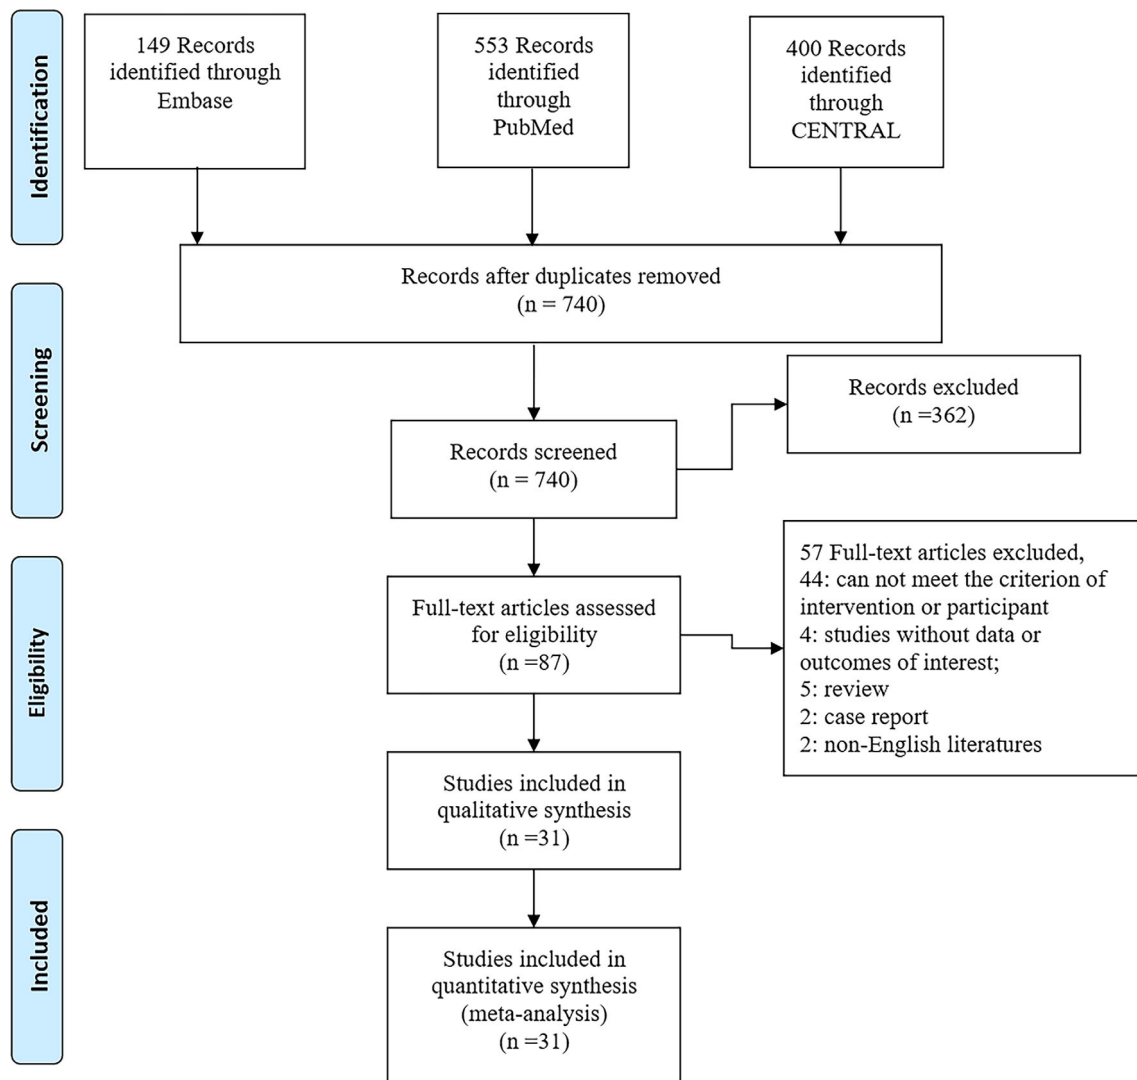 Identification
149 Records
identified through
Embase
553 Records
identified
through
PubMed
400 Records
identified
through
CENTRAL
Records after duplicates removed
(n = 740)
Screening
Records excluded
(n =362)
Records screened
(n = 740)
Eligibility
Full-text articles assessed
for eligibility
(n =87)
57 Full-text articles excluded,
44: can not meet the criterion of
intervention or participant
4: studies without data or
outcomes of interest;
5: review
2: case report
2: non-English literatures
Studies included in
qualitative synthesis
(n =31)
Included
Studies included in
quantitative synthesis
(meta-analysis)
(n =31)